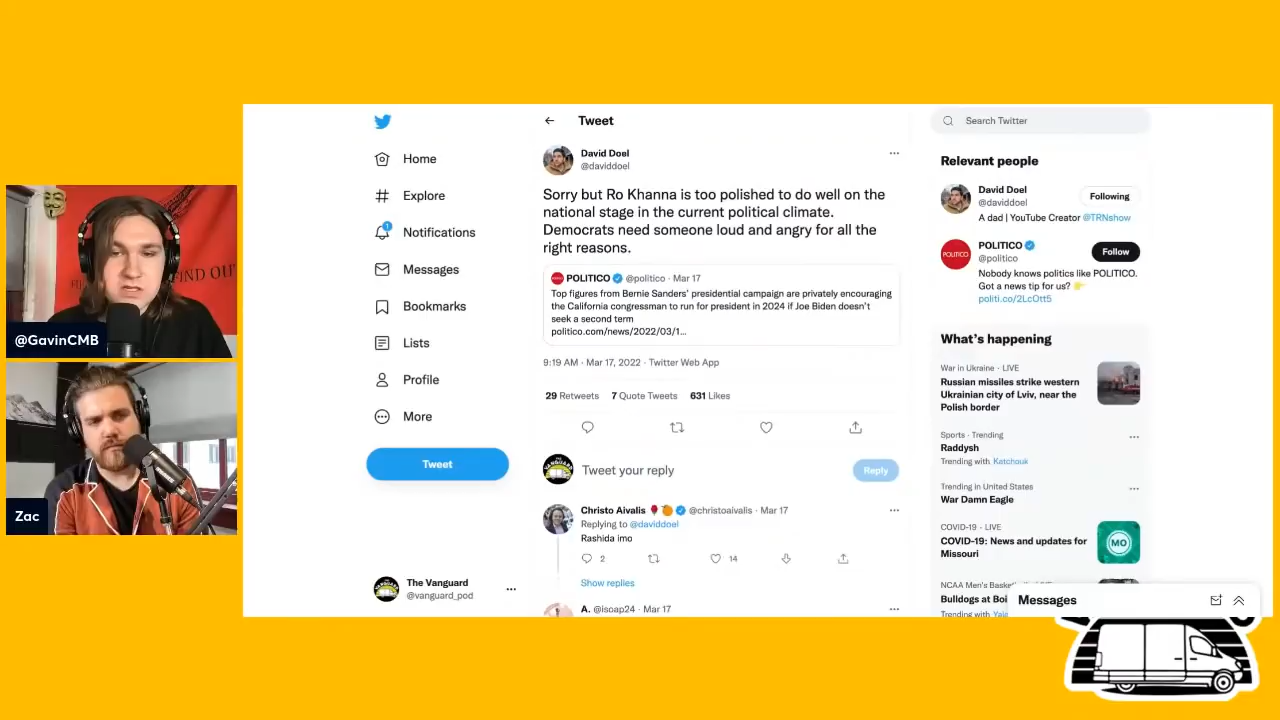 @GavinCMB
FIND OUT
Zac
Home
Explore
1
Notifications
Messages
Bookmarks
Lists
Profile
More
Tweet
The Vanguard
@vanguard_pod
Tweet
David Doel
@daviddoel
Sorry but Ro Khanna is too polished to do well on the
national stage in the current political climate.
Democrats need someone loud and angry for all the
right reasons.
POLITICO @politico · Mar 17
Top figures from Bernie Sanders' presidential campaign are privately encouraging
the California congressman to run for president in 2024 if Joe Biden doesn't
seek a second term
politico.com/news/2022/03/1...
9:19 AM · Mar 17, 2022 · Twitter Web App
29 Retweets 7 Quote Tweets 631 Likes
Tweet your reply
Reply
Christo Aivalis @christoaivalis · Mar 17
Replying to @daviddoel
Rashida imo
2 14
Show replies
A. @isoap24 · Mar 17
Search Twitter
Relevant people
David Doel
@daviddoel
Following
A dad | YouTube Creator @TRNshow
POLITICO
@politico
Follow
Nobody knows politics like POLITICO.
Got a news tip for us?
politi.co/2LcOtt5
What's happening
War in Ukraine · LIVE
Russian missiles strike western
Ukrainian city of Lviv, near the
Polish border
Sports · Trending
Raddysh
Trending with Katchouk
Trending in United States
War Damn Eagle
COVID-19 · LIVE
COVID-19: News and updates for
Missouri
MO
NCAA Men's Baske
Bulldogs at Boi
Trending with Yaje
Messages